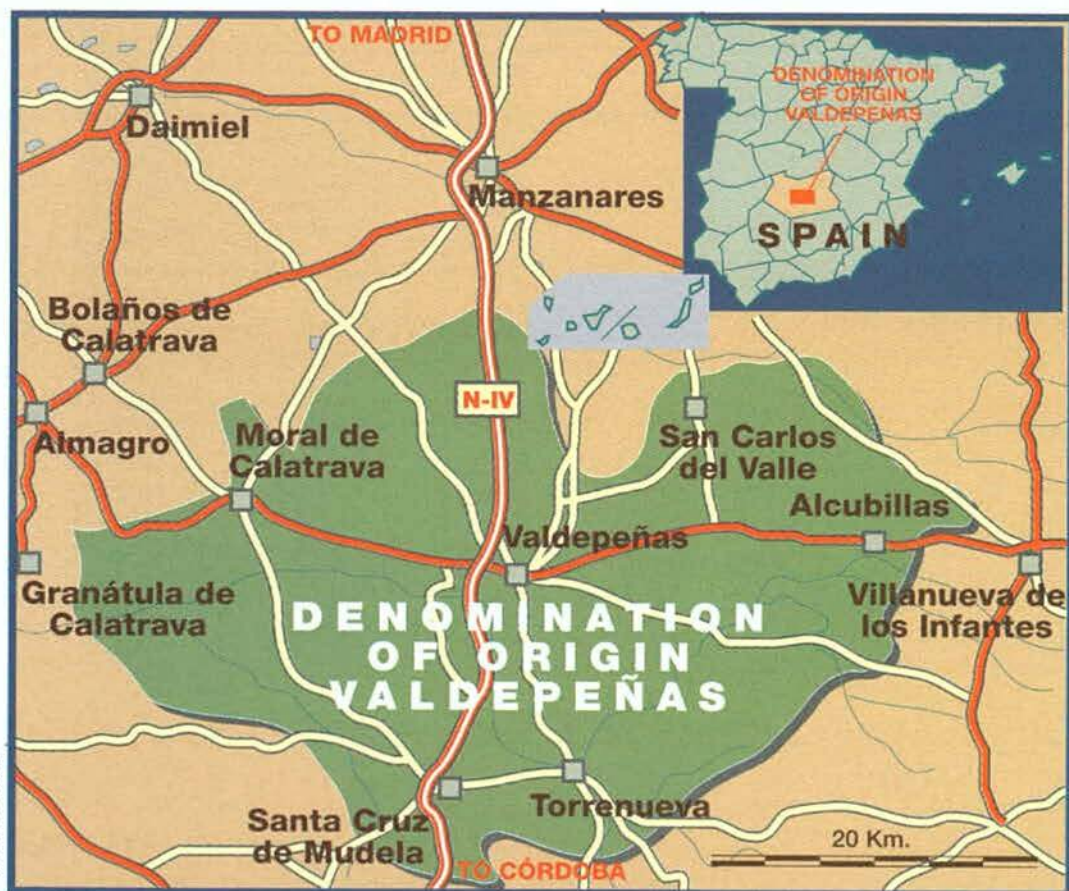 TO MADRID
DENOMINATION
OF ORIGIN
VALDEPEÑAS
Daimiel
Manzanares
SPAIN
Bolaños de
Calatrava
N-IV
Almagro
Moral de
Calatrava
San Carlos
del Valle
Alcubillas
Valdepeñas
Granátula de
Calatrava
Villanueva de
los Infantes
DENOMINATION
OF ORIGIN
VALDEPEÑAS
Santa Cruz
de Mudela
Torrenueva
20 Km.
TO CÓRDOBA